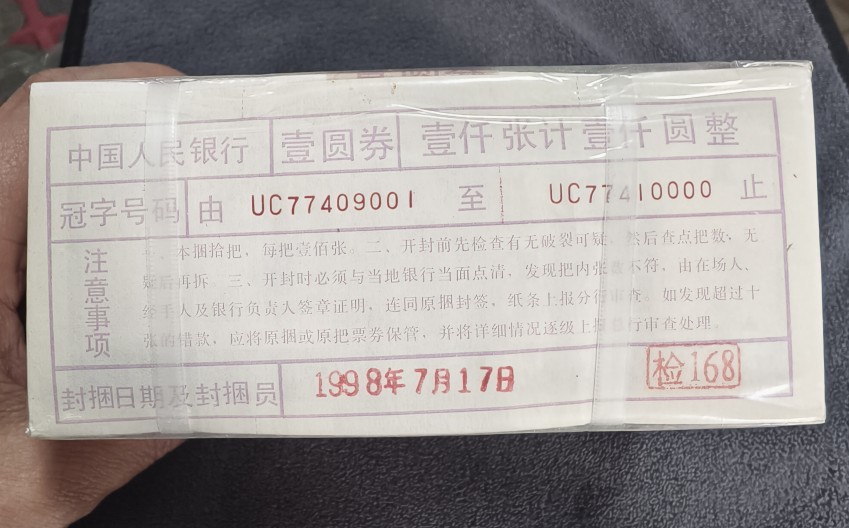 中国人民银行 壹圆券 壹仟张计壹仟圆整
冠字号码 由 UC77409001 至 UC77410000 止
注意事项
一、本捆拾把，每把壹佰张 二、开封前先检查有无破裂可疑，然后查点把数，无
疑后再拆 三、开封时必须与当地银行当面点清，发现把内张数不符，由在场人、
经手人及银行负责人签章证明，连同原捆封签，纸条上报分行审查。如发现超过十
张的错款，应将原捆或原把票券保管，并将详细情况逐级上报总行审查处理。
封捆日期及封捆员 1998年7月17日 检168